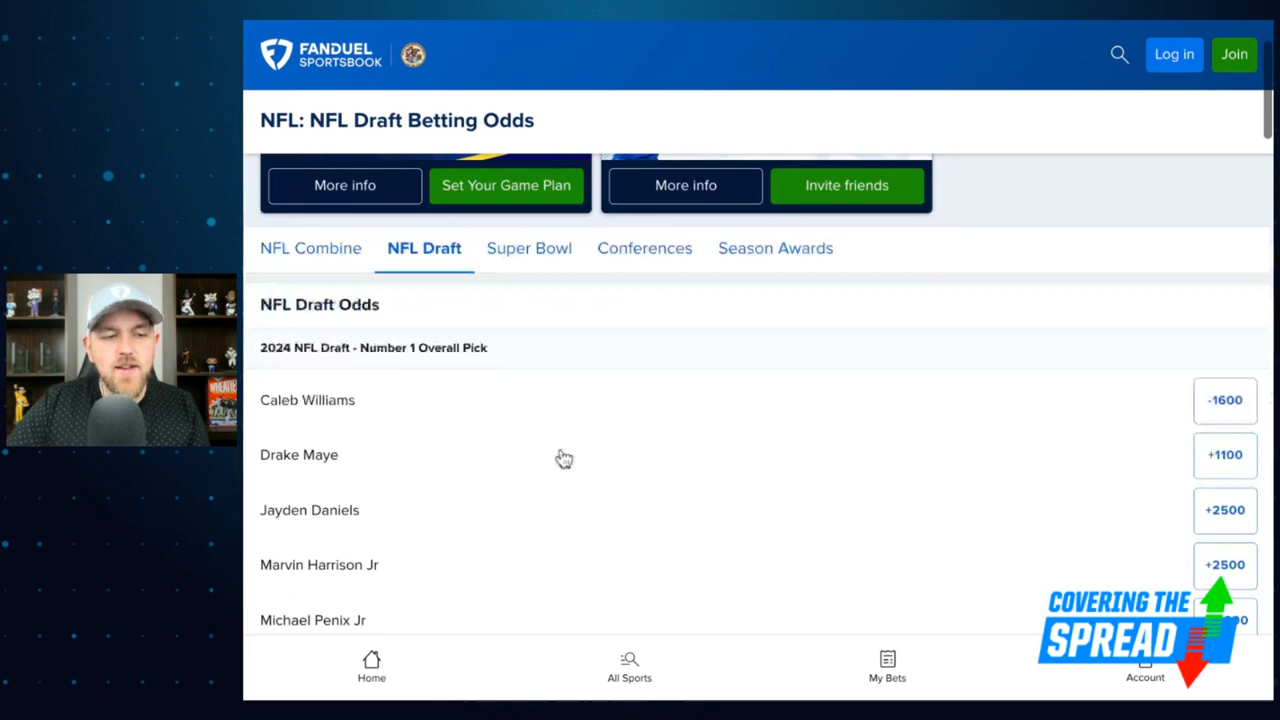 FANDUEL
SPORTSBOOK
Log in
Join
NFL: NFL Draft Betting Odds
More info
Set Your Game Plan
More info
Invite friends
NFL Combine
NFL Draft
Super Bowl
Conferences
Season Awards
NFL Draft Odds
2024 NFL Draft - Number 1 Overall Pick
Caleb Williams
-1600
Drake Maye
+1100
Jayden Daniels
+2500
Marvin Harrison Jr
+2500
Michael Penix Jr
COVERING THE
SPREAD
Home
All Sports
My Bets
Account
WHEATIES